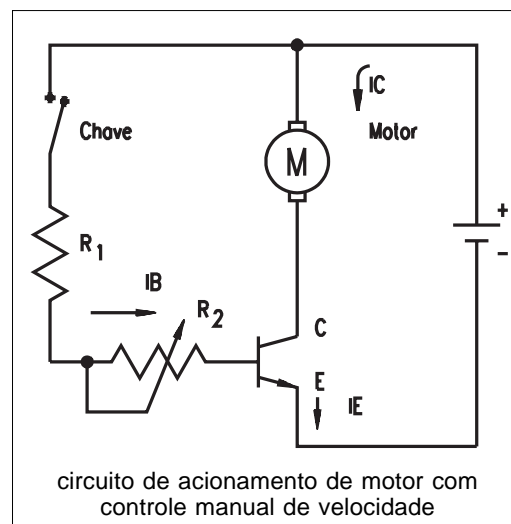 IC
Chave
Motor
M
+
-
R1
IB
R2
C
E
IE
circuito de acionamento de motor com
controle manual de velocidade